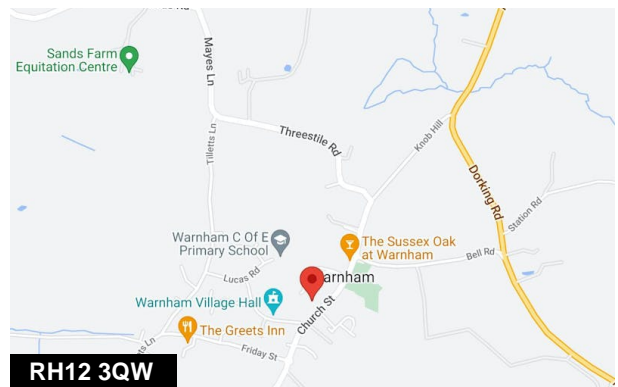 Sands Farm
Equitation Centre
Mayes Ln
Tilletts Ln
Threestile Rd
Knob Hill
Dorking Rd
Station Rd
Warnham C Of E
Primary School
The Sussex Oak
at Warnham
Bell Rd
Lucas Rd
arnham
Warnham Village Hall
Church St
The Greets Inn
Friday St
RH12 3QW